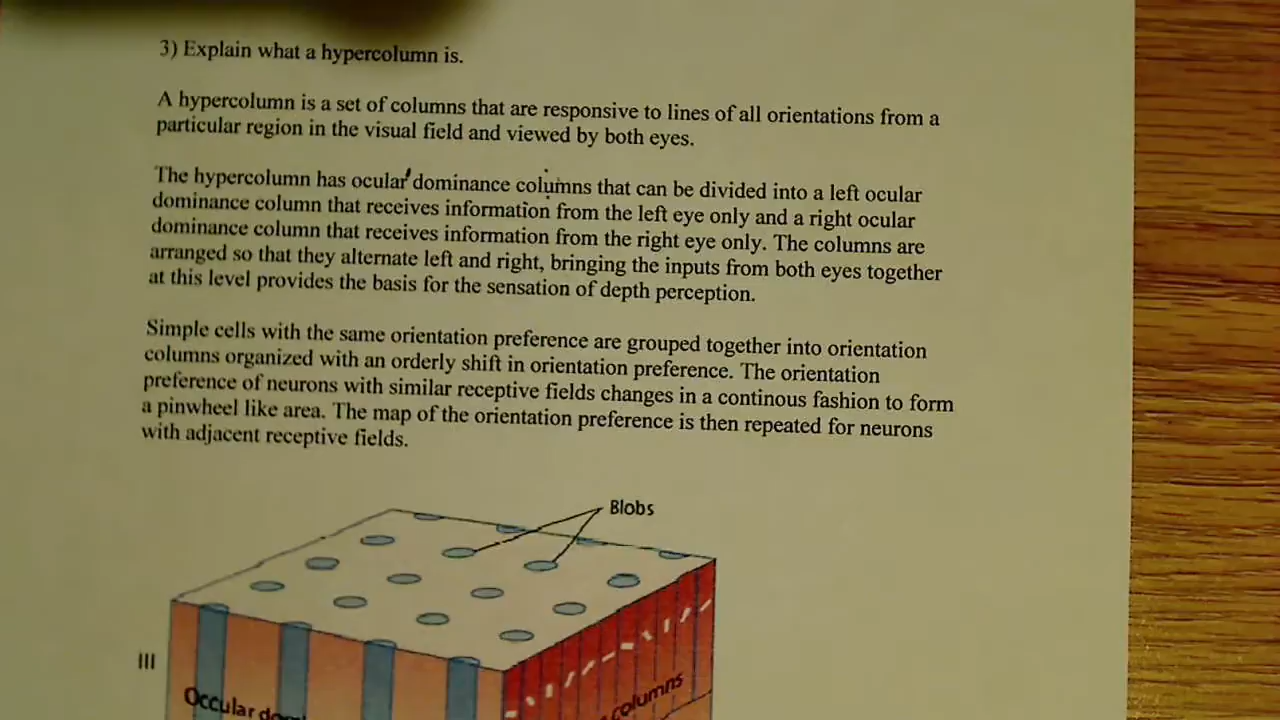 3) Explain what a hypercolumn is.
A hypercolumn is a set of columns that are responsive to lines of all orientations from a
particular region in the visual field and viewed by both eyes.
The hypercolumn has ocular dominance columns that can be divided into a left ocular
dominance column that receives information from the left eye only and a right ocular
dominance column that receives information from the right eye only. The columns are
arranged so that they alternate left and right, bringing the inputs from both eyes together
at this level provides the basis for the sensation of depth perception.
Simple cells with the same orientation preference are grouped together into orientation
columns organized with an orderly shift in orientation preference. The orientation
preference of neurons with similar receptive fields changes in a continous fashion to form
a pinwheel like area. The map of the orientation preference is then repeated for neurons
with adjacent receptive fields.
Blobs
III
Occular
columns